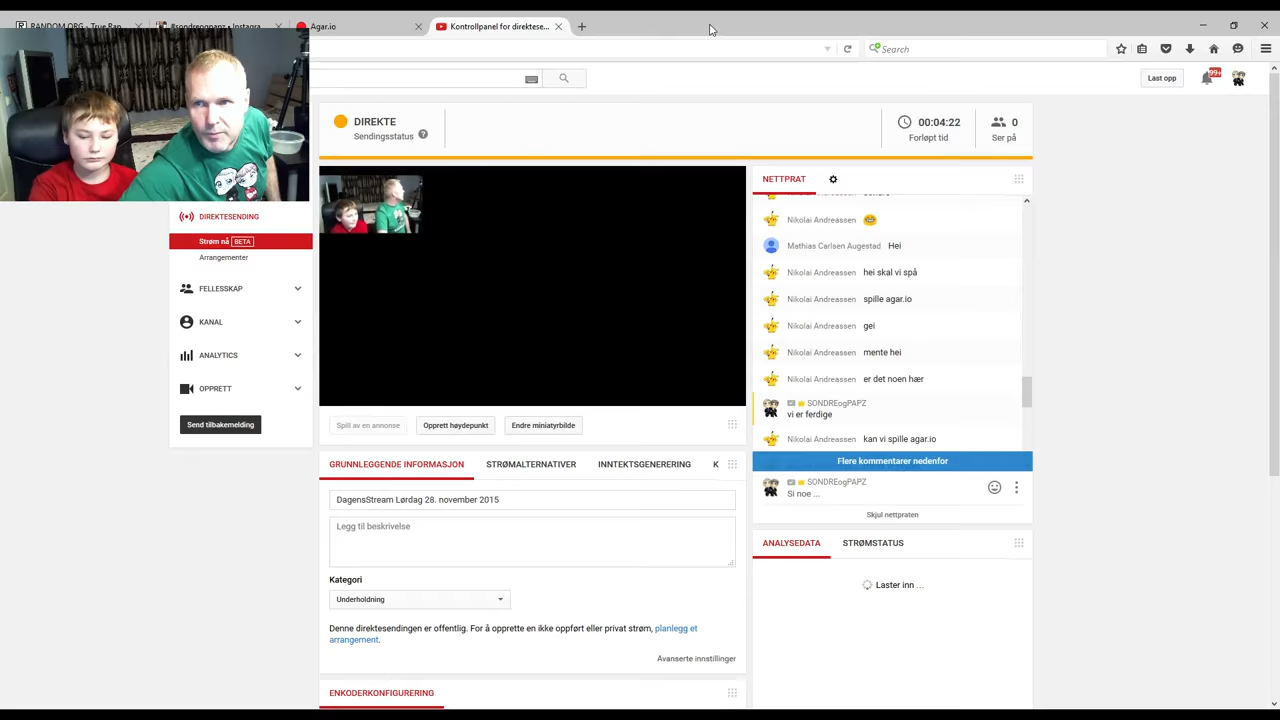 RANDOM.ORG - True Ran
#sondreogpapz • Instagra
Agar.io
Kontrollpanel for direktese...
Search
Last opp
99+
DIREKTE
Sendingsstatus
00:04:22
Forløpt tid
0
Ser på
DIREKTESENDING
Strøm nå BETA
Arrangementer
FELLESSKAP
KANAL
ANALYTICS
OPPRETT
Send tilbakemelding
Spill av en annonse
Opprett høydepunkt
Endre miniatyrbilde
GRUNNLEGGENDE INFORMASJON
STRØMALTERNATIVER
INNTEKTSGENERERING
K
DagensStream Lørdag 28. november 2015
Legg til beskrivelse
Kategori
Underholdning
Denne direktesendingen er offentlig. For å opprette en ikke oppført eller privat strøm, planlegg et
arrangement.
Avanserte innstillinger
ENKODERKONFIGURERING
NETTPRAT
Nikolai Andreassen
Mathias Carlsen Augestad Hei
Nikolai Andreassen hei skal vi spå
Nikolai Andreassen spille agar.io
Nikolai Andreassen gei
Nikolai Andreassen mente hei
Nikolai Andreassen er det noen hær
SONDREogPAPZ
vi er ferdige
Nikolai Andreassen kan vi spille agar.io
Flere kommentarer nedenfor
SONDREogPAPZ
Si noe ...
Skjul nettpraten
ANALYSEDATA
STRØMSTATUS
Laster inn ...